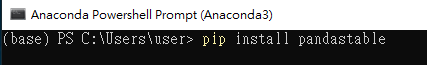 Anaconda Powershell Prompt (Anaconda3)
(base) PS C:\Users\user> pip install pandastable